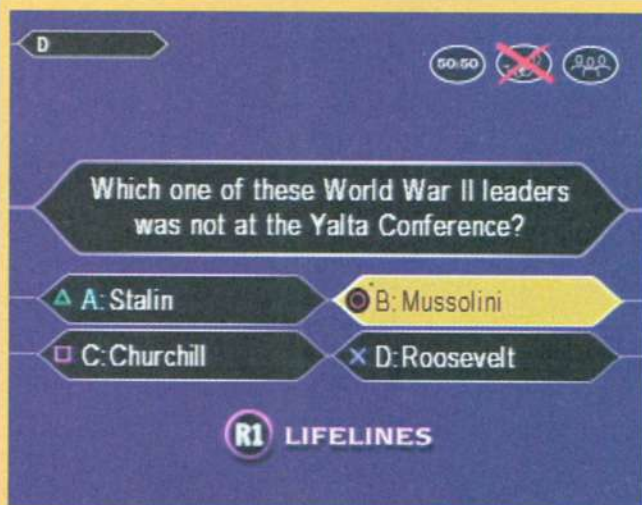 D
50:50
Which one of these World War II leaders
was not at the Yalta Conference?
A: Stalin
B: Mussolini
C: Churchill
D: Roosevelt
R1 LIFELINES